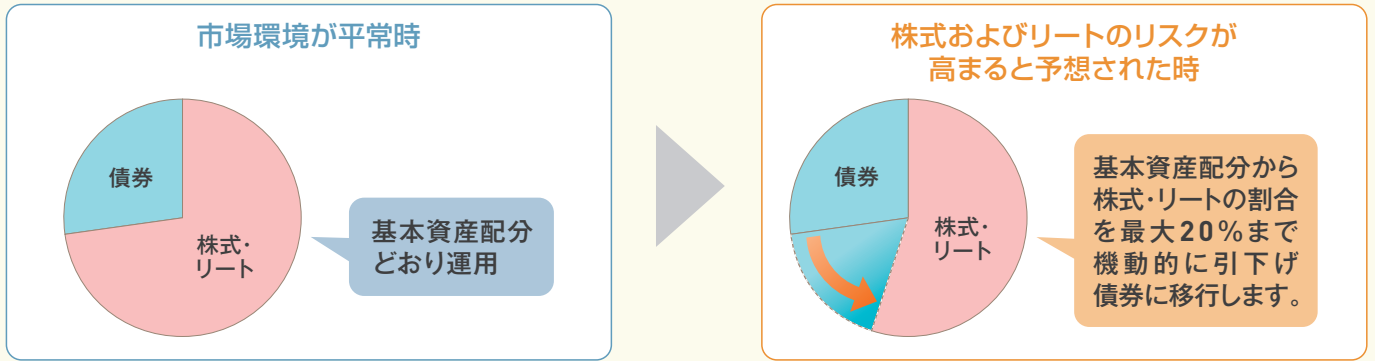 市場環境が平常時
債券
株式・
リート
基本資産配分
どおり運用
株式およびリートのリスクが
高まると予想された時
債券
株式・
リート
基本資産配分から
株式・リートの割合
を最大20%まで
機動的に引下げ
債券に移行します。